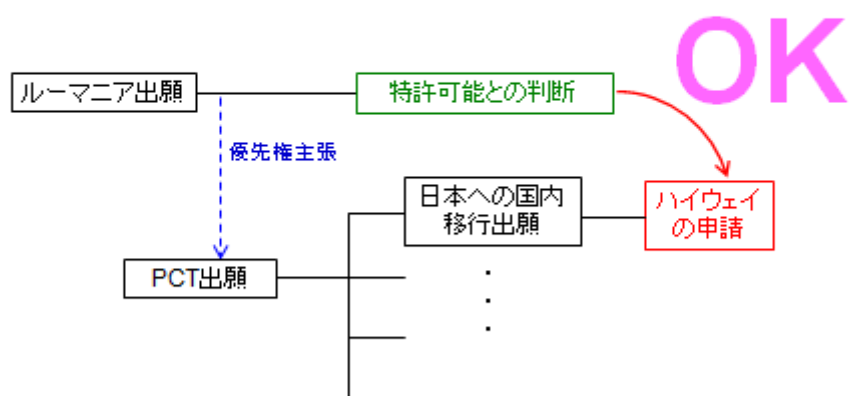 OK
ルーマニア出願
特許可能との判断
優先権主張
日本への国内
移行出願
ハイウェイ
の申請
PCT出願